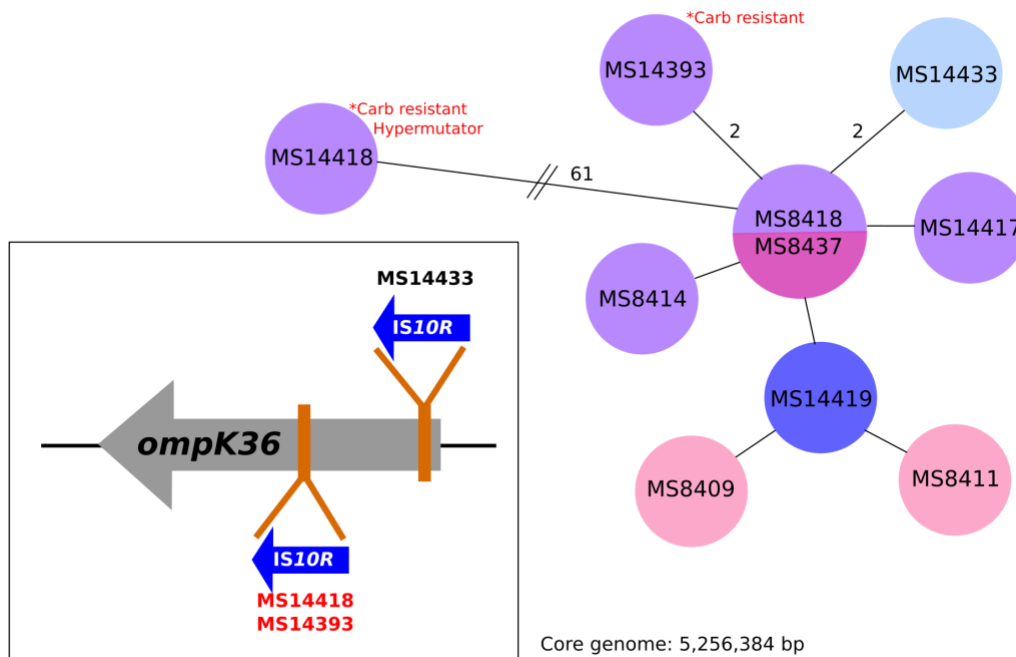 *Carb resistant
MS14393
MS14433
*Carb resistant
Hypermutator
MS14418
2
2
61
MS8418
MS8437
MS14417
MS8414
MS14419
MS8409
MS8411
MS14433
IS10R
ompK36
IS10R
MS14418
MS14393
Core genome: 5,256,384 bp